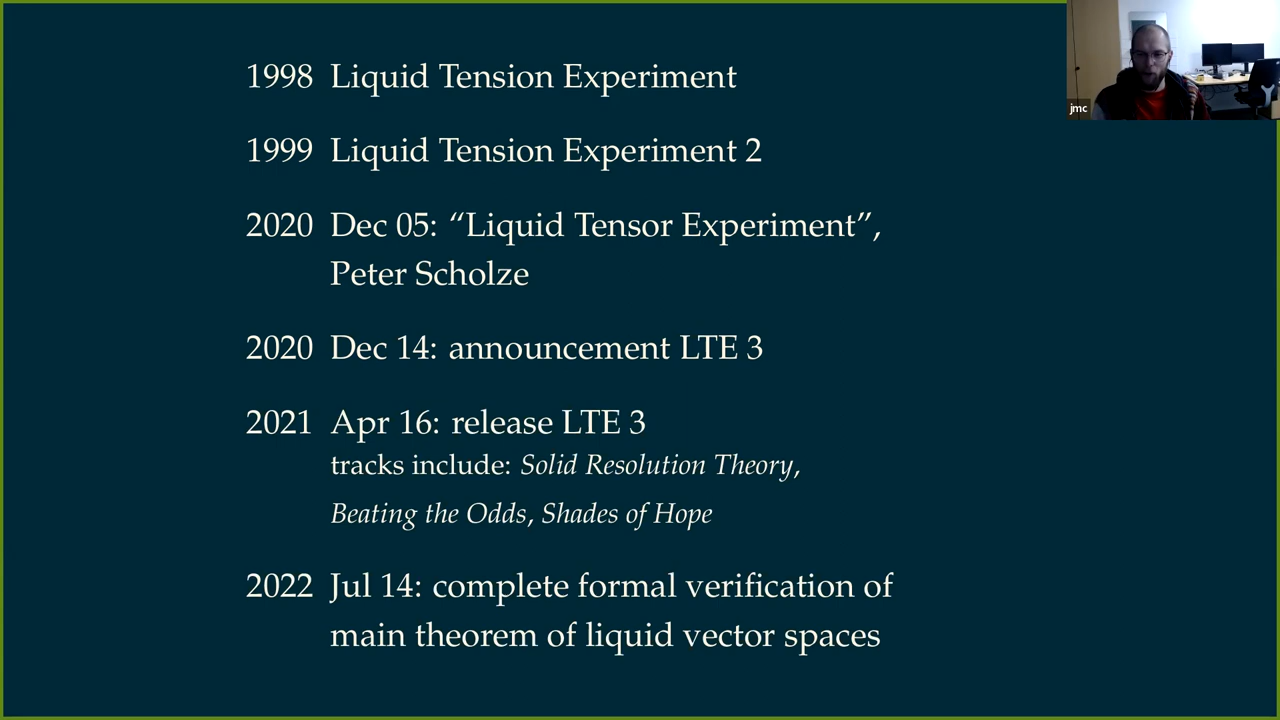 1998 Liquid Tension Experiment
1999 Liquid Tension Experiment 2
2020 Dec 05: “Liquid Tensor Experiment”,
Peter Scholze
2020 Dec 14: announcement LTE 3
2021 Apr 16: release LTE 3
tracks include: Solid Resolution Theory,
Beating the Odds, Shades of Hope
2022 Jul 14: complete formal verification of
main theorem of liquid vector spaces
jmc